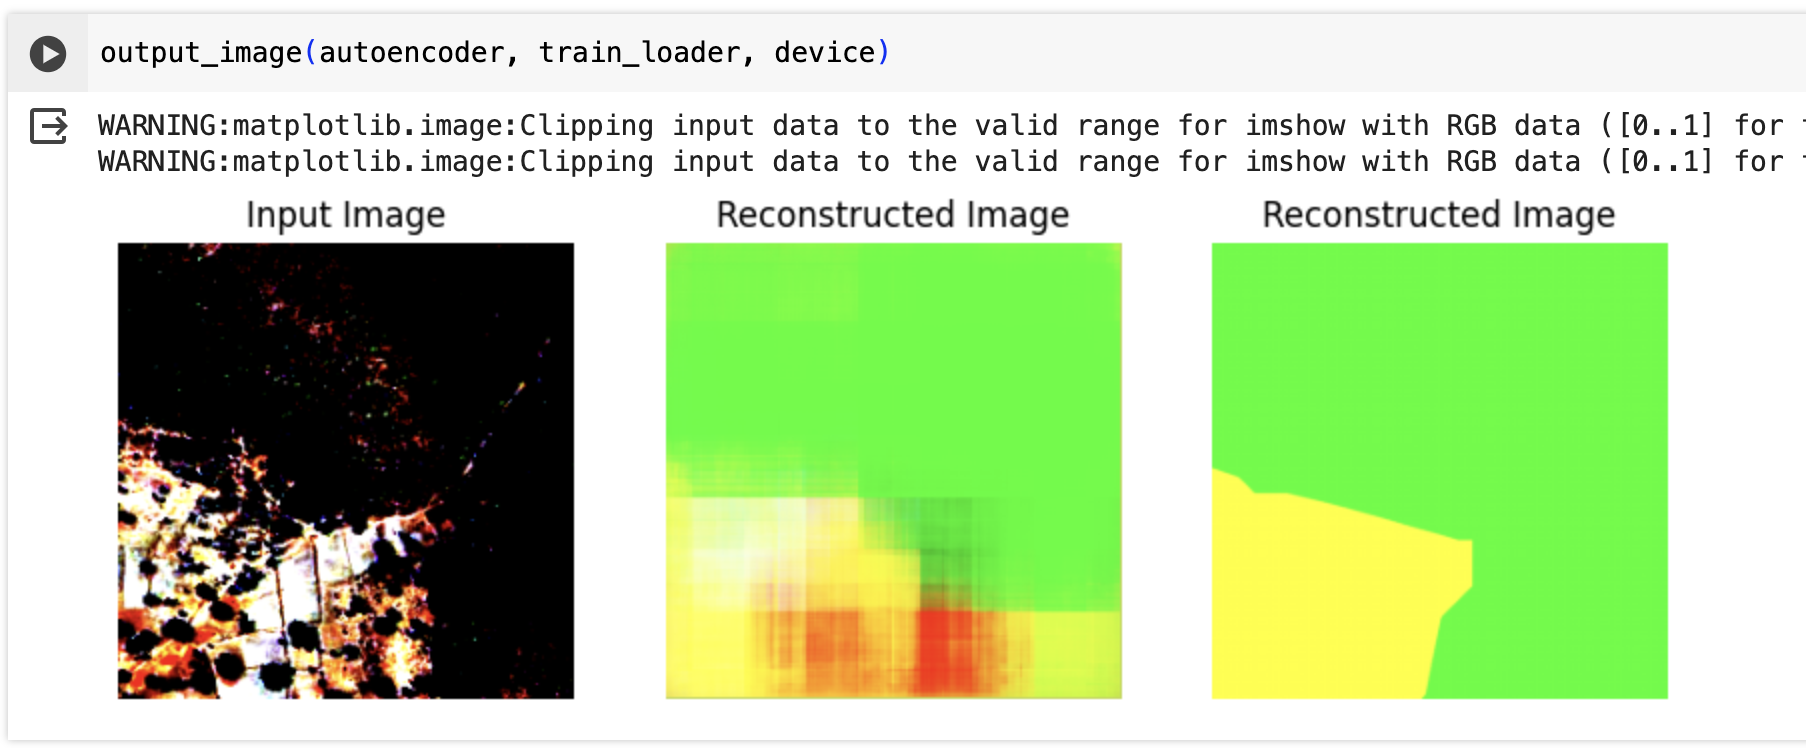 output_image(autoencoder, train_loader, device)
WARNING:matplotlib.image:Clipping input data to the valid range for imshow with RGB data ([0..1] for
WARNING:matplotlib.image:Clipping input data to the valid range for imshow with RGB data ([0..1] for
Input Image
Reconstructed Image
Reconstructed Image